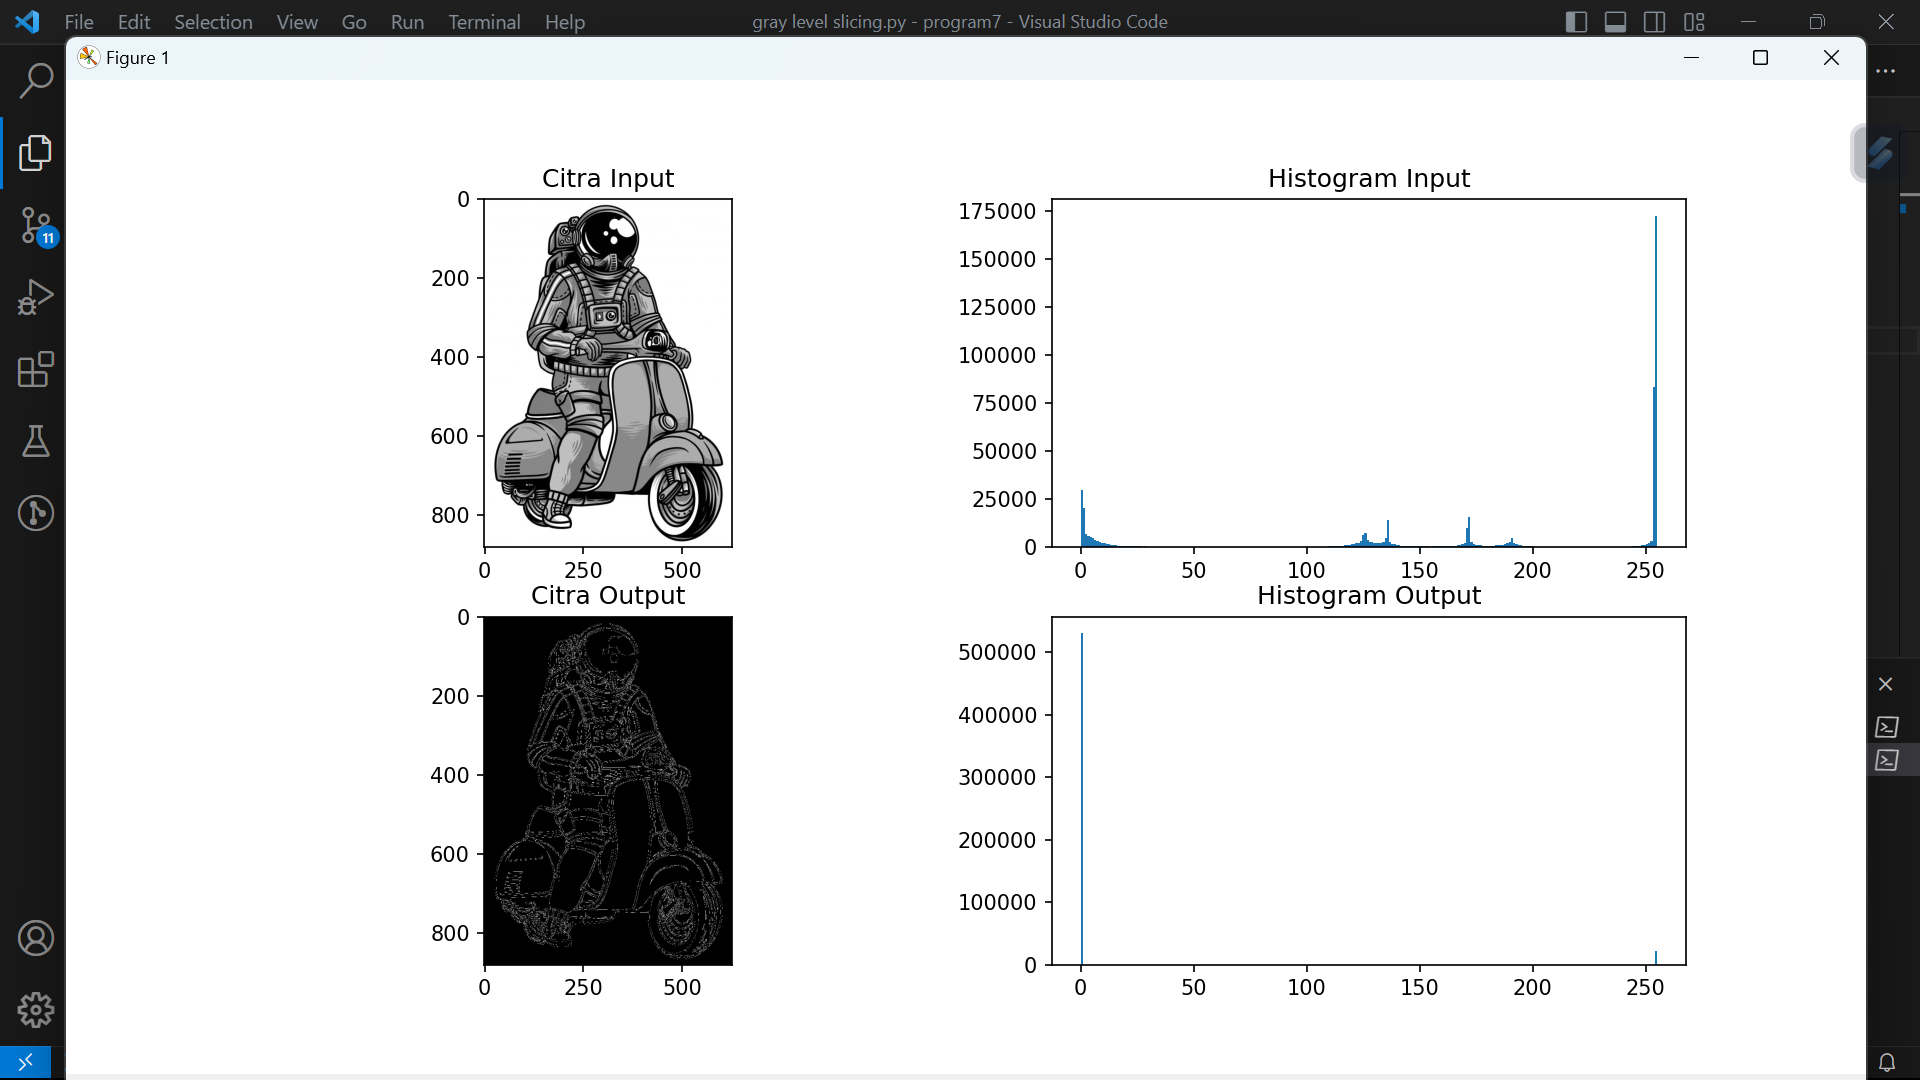 File Edit Selection View Go Run Terminal Help
gray level slicing.py - program7 - Visual Studio Code
Figure 1
11
Citra Input
0
200
400
600
800
0 250 500
Histogram Input
175000
150000
125000
100000
75000
50000
25000
0
0 50 100 150 200 250
Citra Output
0
200
400
600
800
0 250 500
Histogram Output
500000
400000
300000
200000
100000
0
0 50 100 150 200 250